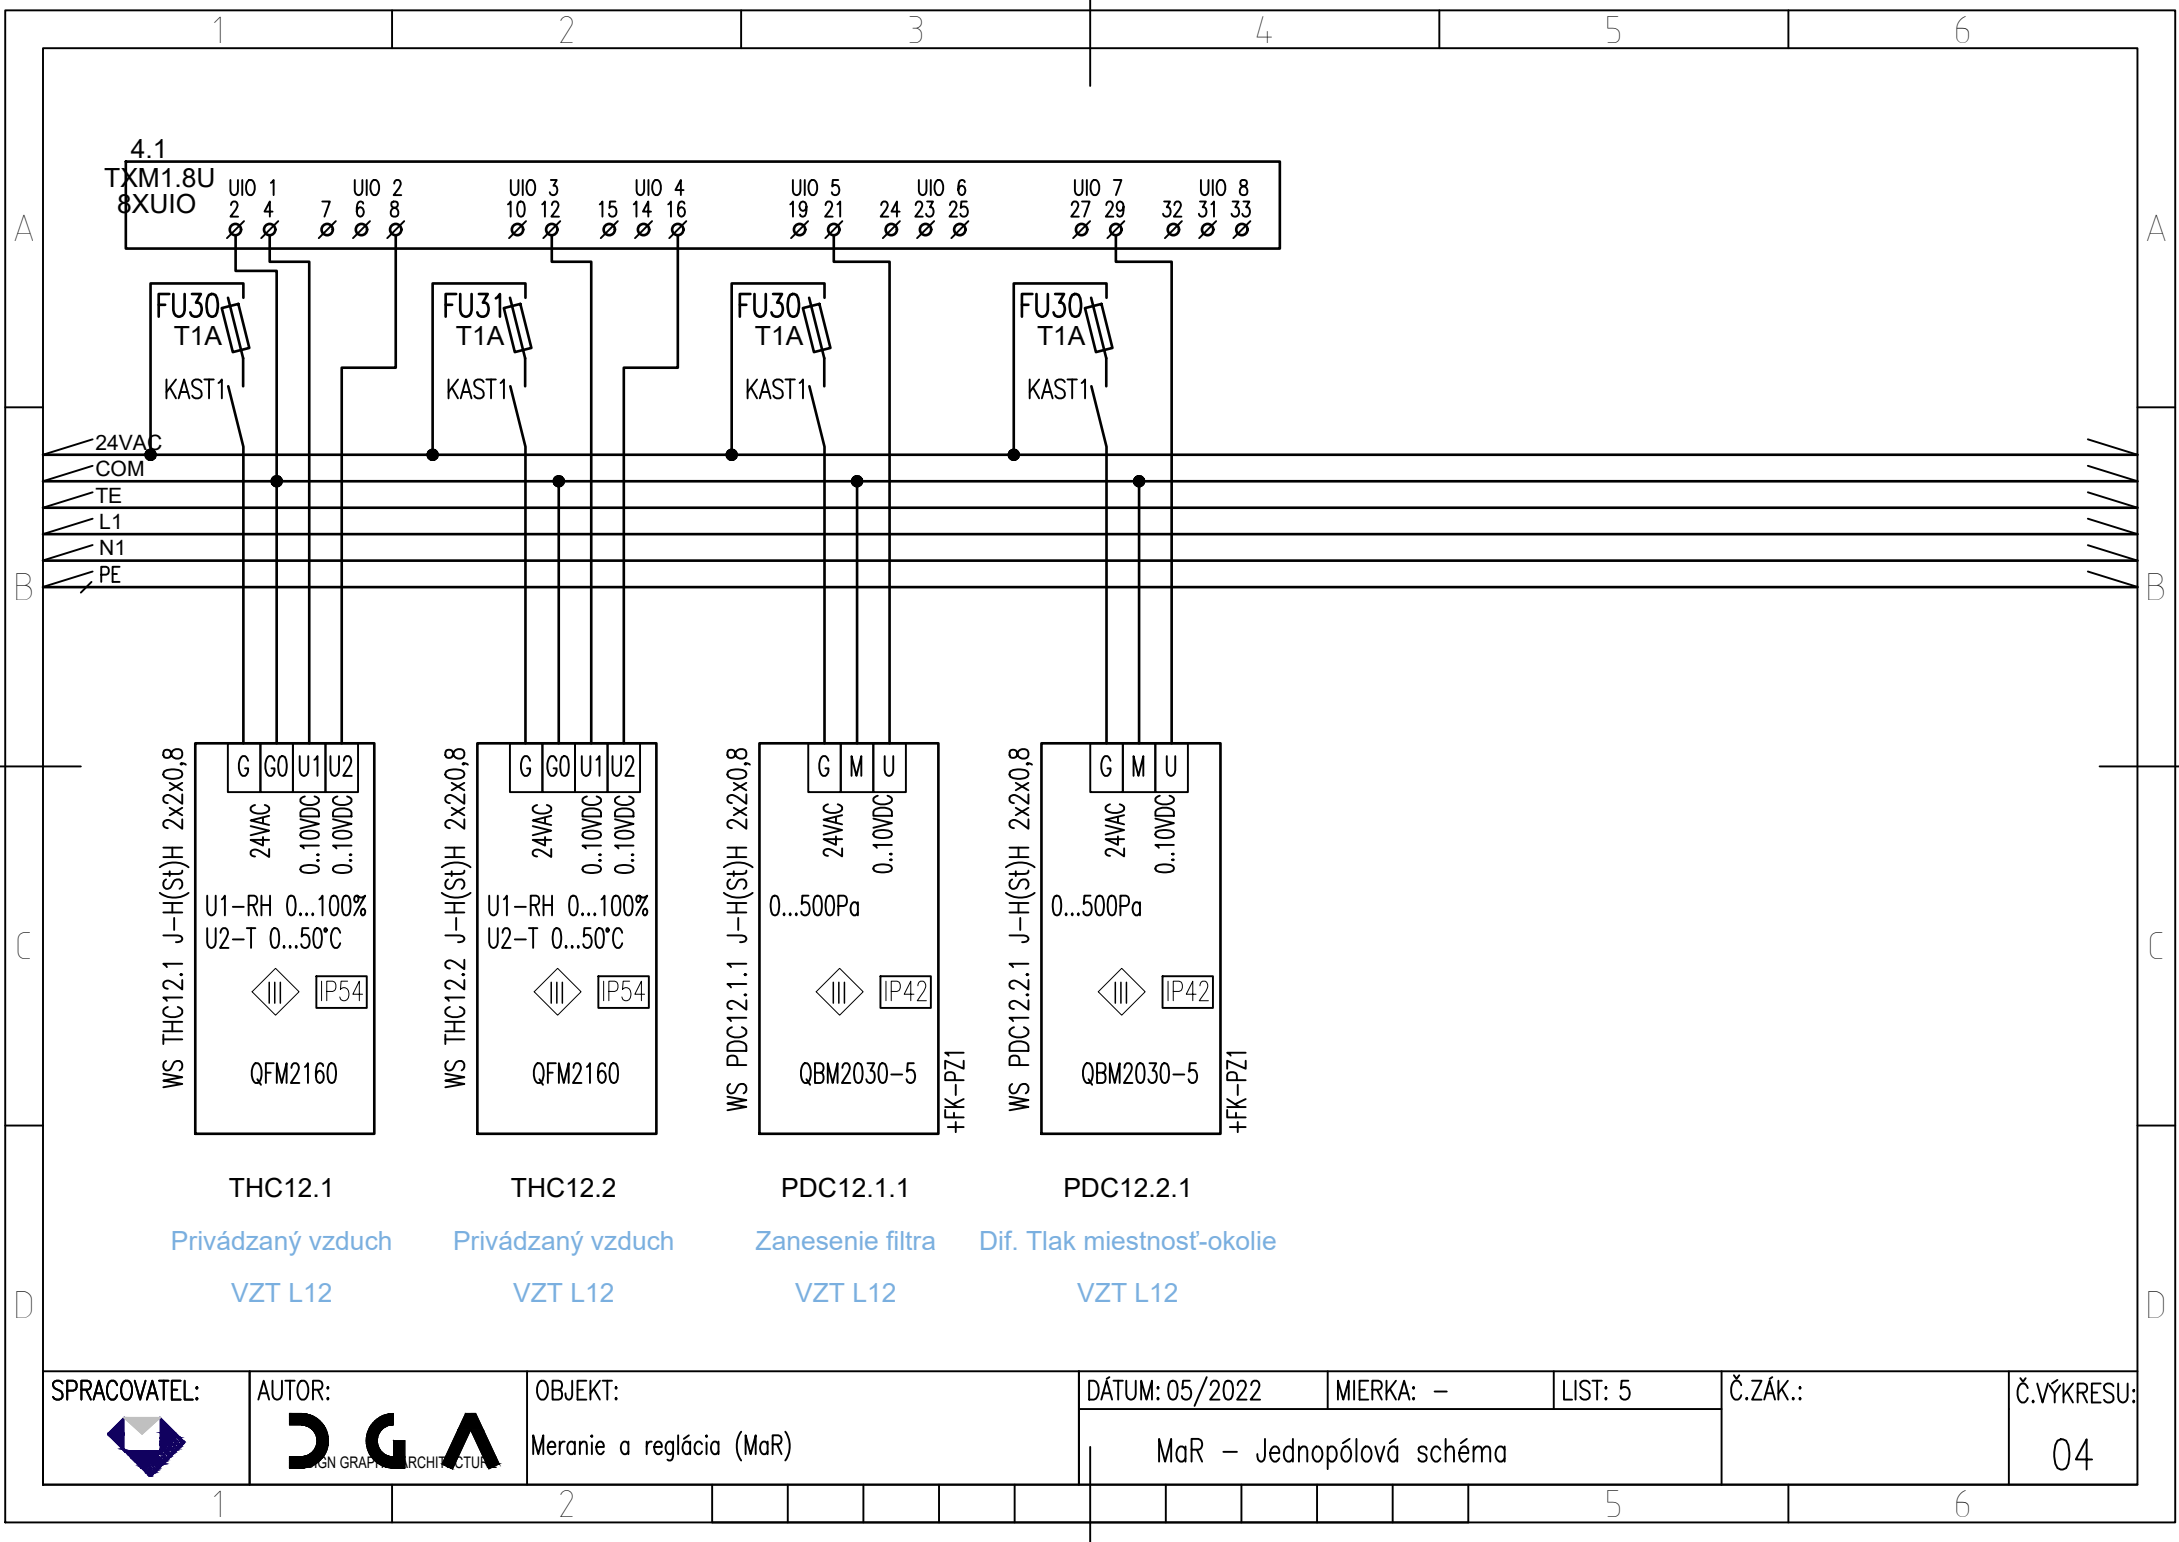 1 2 3 4 5 6
A A
B B
C C
D D
4.1
TXM1.8U
8XUIO
UIO 1 UIO 2 UIO 3 UIO 4 UIO 5 UIO 6 UIO 7 UIO 8
2 4 7 6 8 10 12 15 14 16 19 21 24 23 25 27 29 32 31 33
FU30 FU31 FU30 FU30
T1A T1A T1A T1A
KAST1 KAST1 KAST1 KAST1
24VAC
COM
TE
L1
N1
PE
WS THC12.1 J-H(St)H 2x2x0,8
G G0 U1 U2
24VAC 0..10VDC 0..10VDC
U1-RH 0...100%
U2-T 0...50°C
III IP54
QFM2160
THC12.1
Privádzaný vzduch
VZT L12
WS THC12.2 J-H(St)H 2x2x0,8
G G0 U1 U2
24VAC 0..10VDC 0..10VDC
U1-RH 0...100%
U2-T 0...50°C
III IP54
QFM2160
THC12.2
Privádzaný vzduch
VZT L12
WS PDC12.1.1 J-H(St)H 2x2x0,8
G M U
24VAC 0..10VDC
0...500Pa
III IP42
QBM2030-5
+FK-PZ1
PDC12.1.1
Zanesenie filtra
VZT L12
WS PDC12.2.1 J-H(St)H 2x2x0,8
G M U
24VAC 0..10VDC
0...500Pa
III IP42
QBM2030-5
+FK-PZ1
PDC12.2.1
Dif. Tlak miestnosť-okolie
VZT L12
SPRACOVATEL:
AUTOR:
DGA
OBJEKT:
Meranie a reglácia (MaR)
DÁTUM: 05/2022 MIERKA: - LIST: 5
MaR - Jednopólová schéma
Č.ZÁK.:
Č.VÝKRESU:
04
1 2 5 6